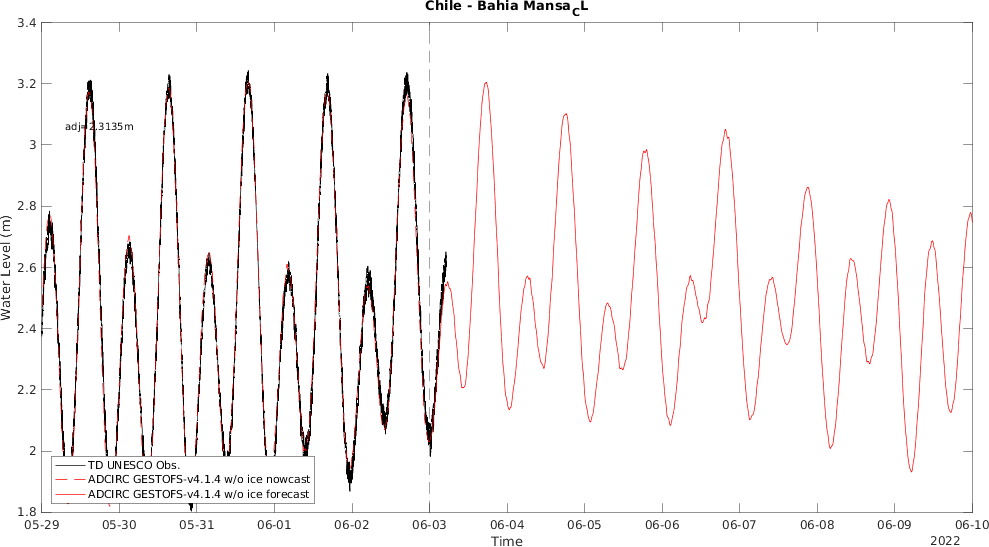 Chile - Bahia Mansa_CL
3.4
3.2
3
2.8
2.6
2.4
2.2
2
1.8
Water Level (m)
adj=2.3135m
TD UNESCO Obs.
ADCIRC GESTOFS-v4.1.4 w/o ice nowcast
ADCIRC GESTOFS-v4.1.4 w/o ice forecast
05-29 05-30 05-31 06-01 06-02 06-03 06-04 06-05 06-06 06-07 06-08 06-09 06-10
Time
2022